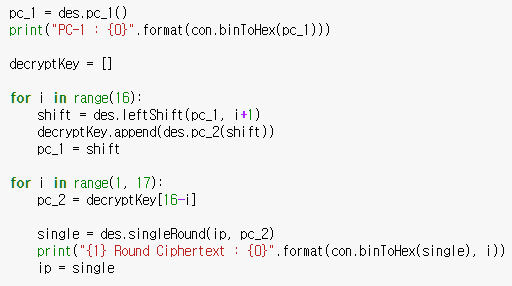 pc_1 = des.pc_1()
print("PC-1 : {0}".format(con.binToHex(pc_1)))
decryptKey = []
for i in range(16):
    shift = des.leftShift(pc_1, i+1)
    decryptKey.append(des.pc_2(shift))
    pc_1 = shift
for i in range(1, 17):
    pc_2 = decryptKey[16-i]
    single = des.singleRound(ip, pc_2)
    print("{1} Round Ciphertext : {0}".format(con.binToHex(single), i))
    ip = single